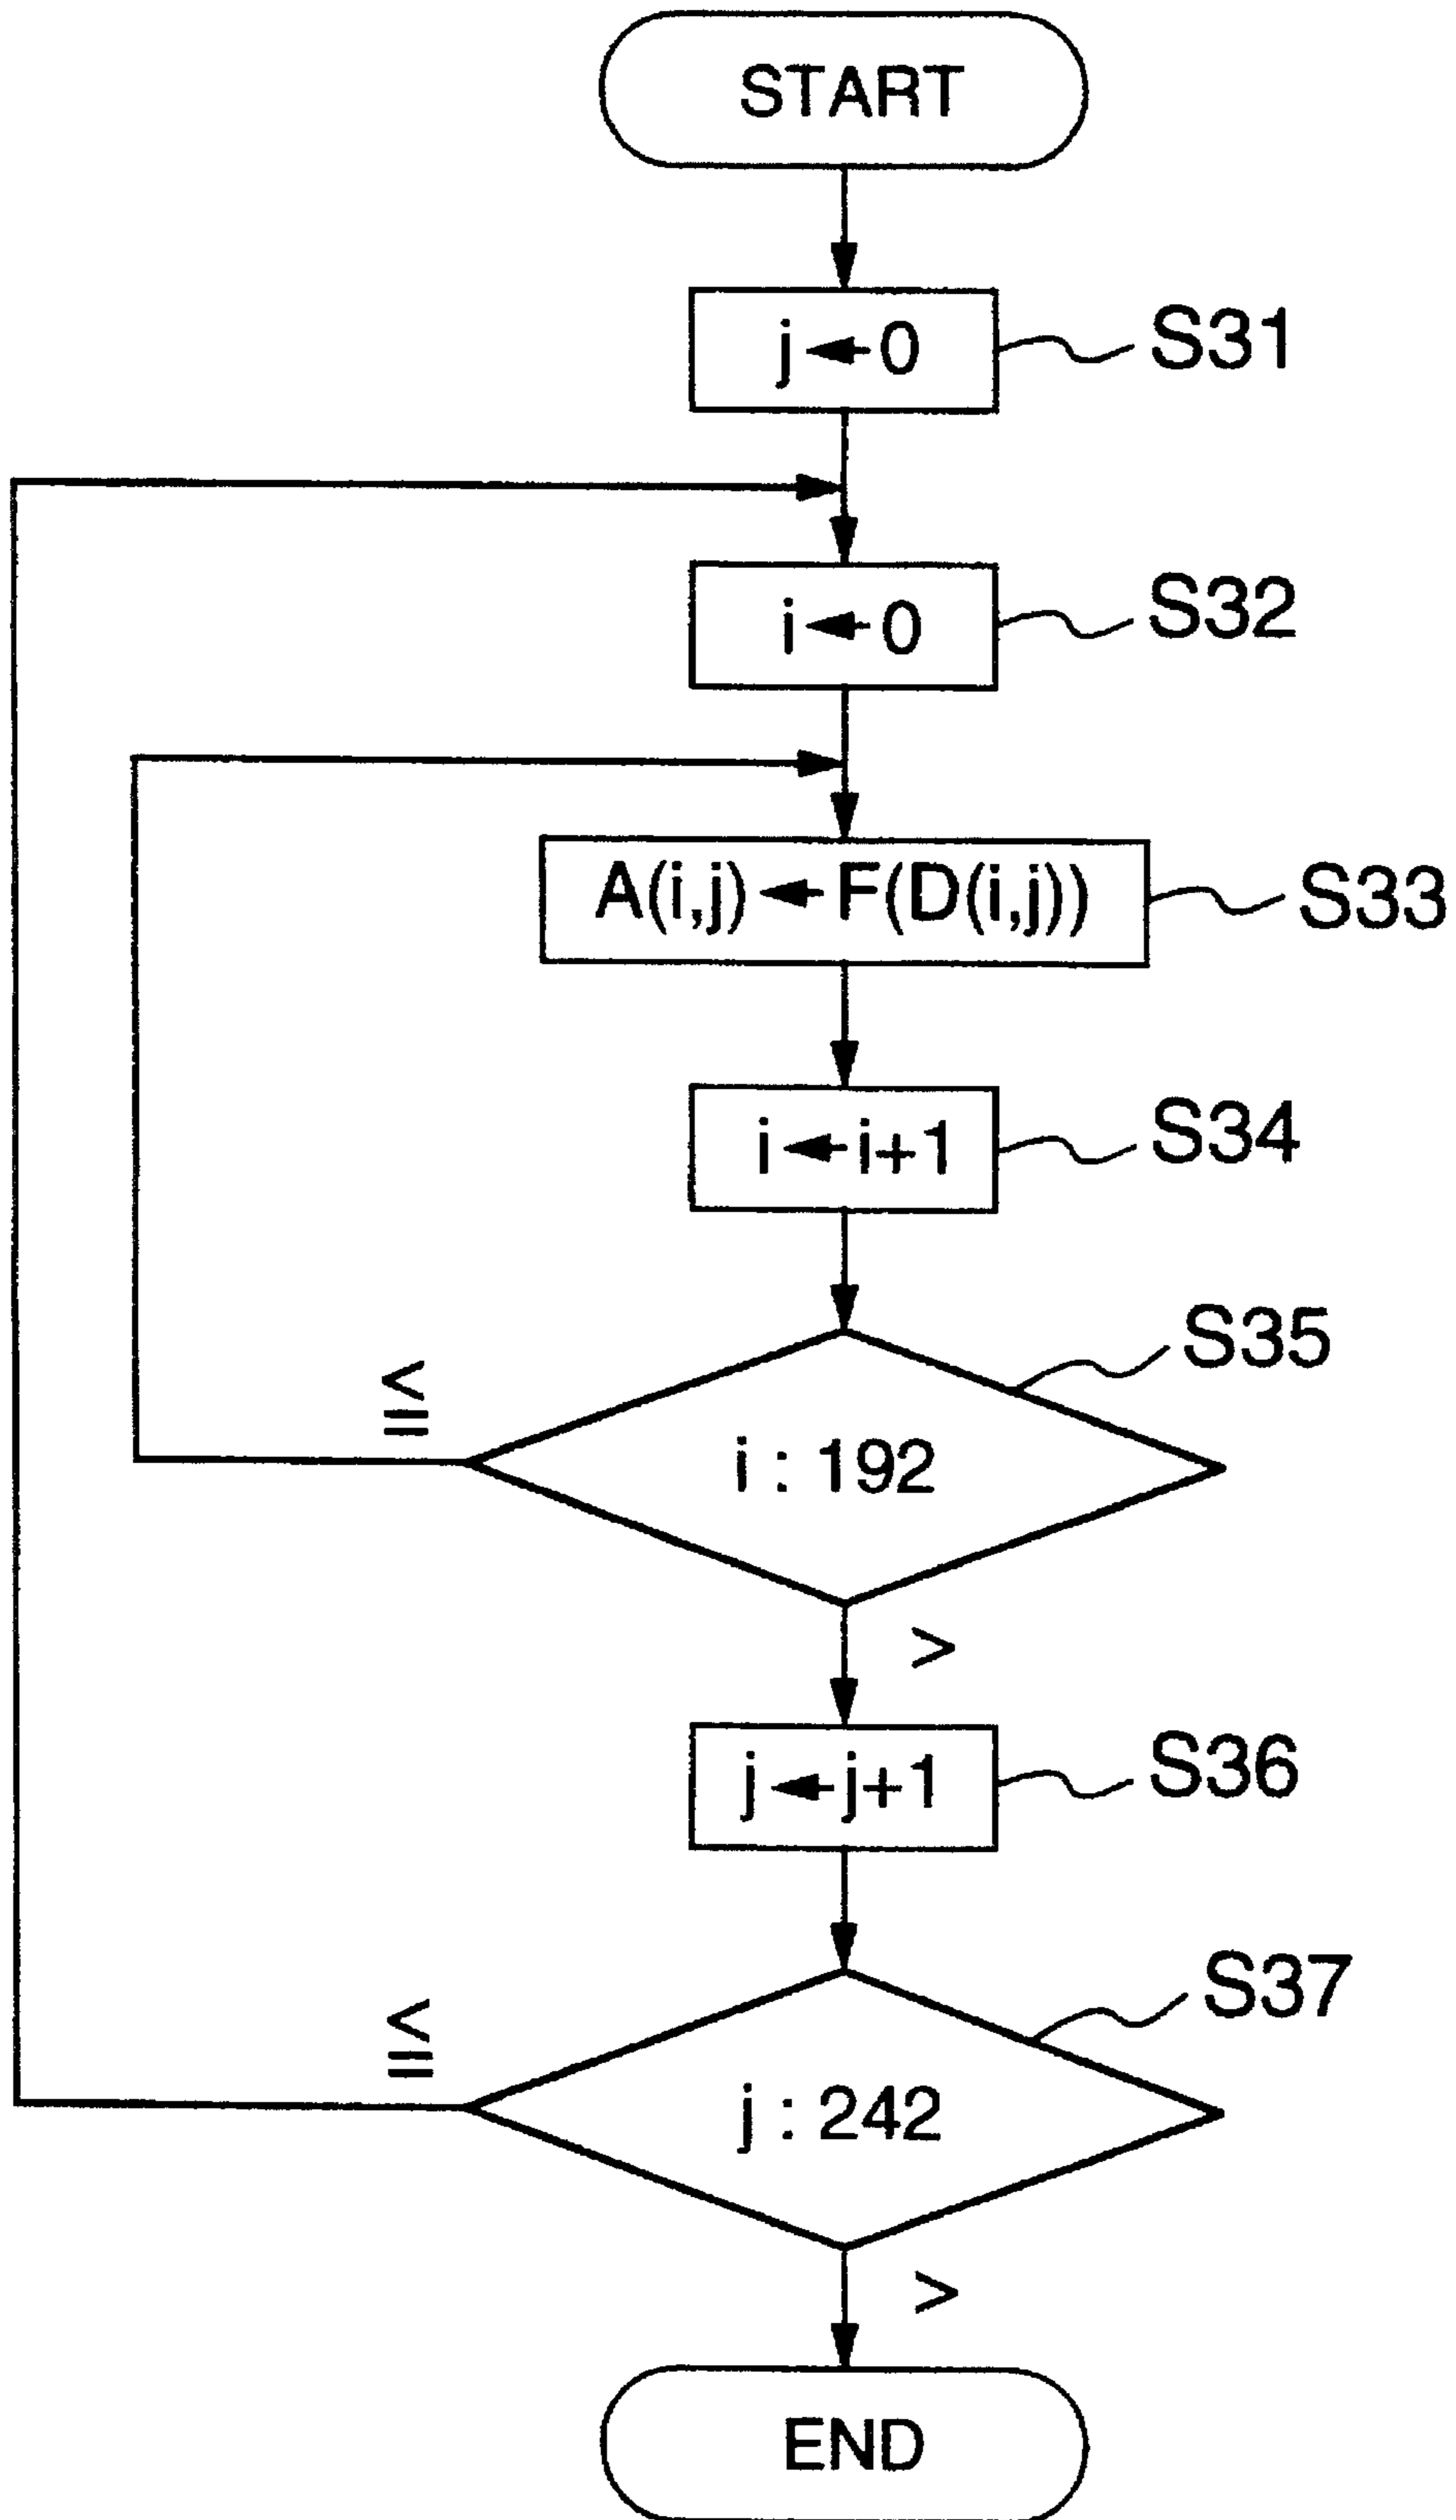 START
j ← 0
S31
i ← 0
S32
A(i,j) ← F(D(i,j))
S33
i ← i+1
S34
S35
≦
i : 192
>
j ← j+1
S36
S37
≦
j : 242
>
END